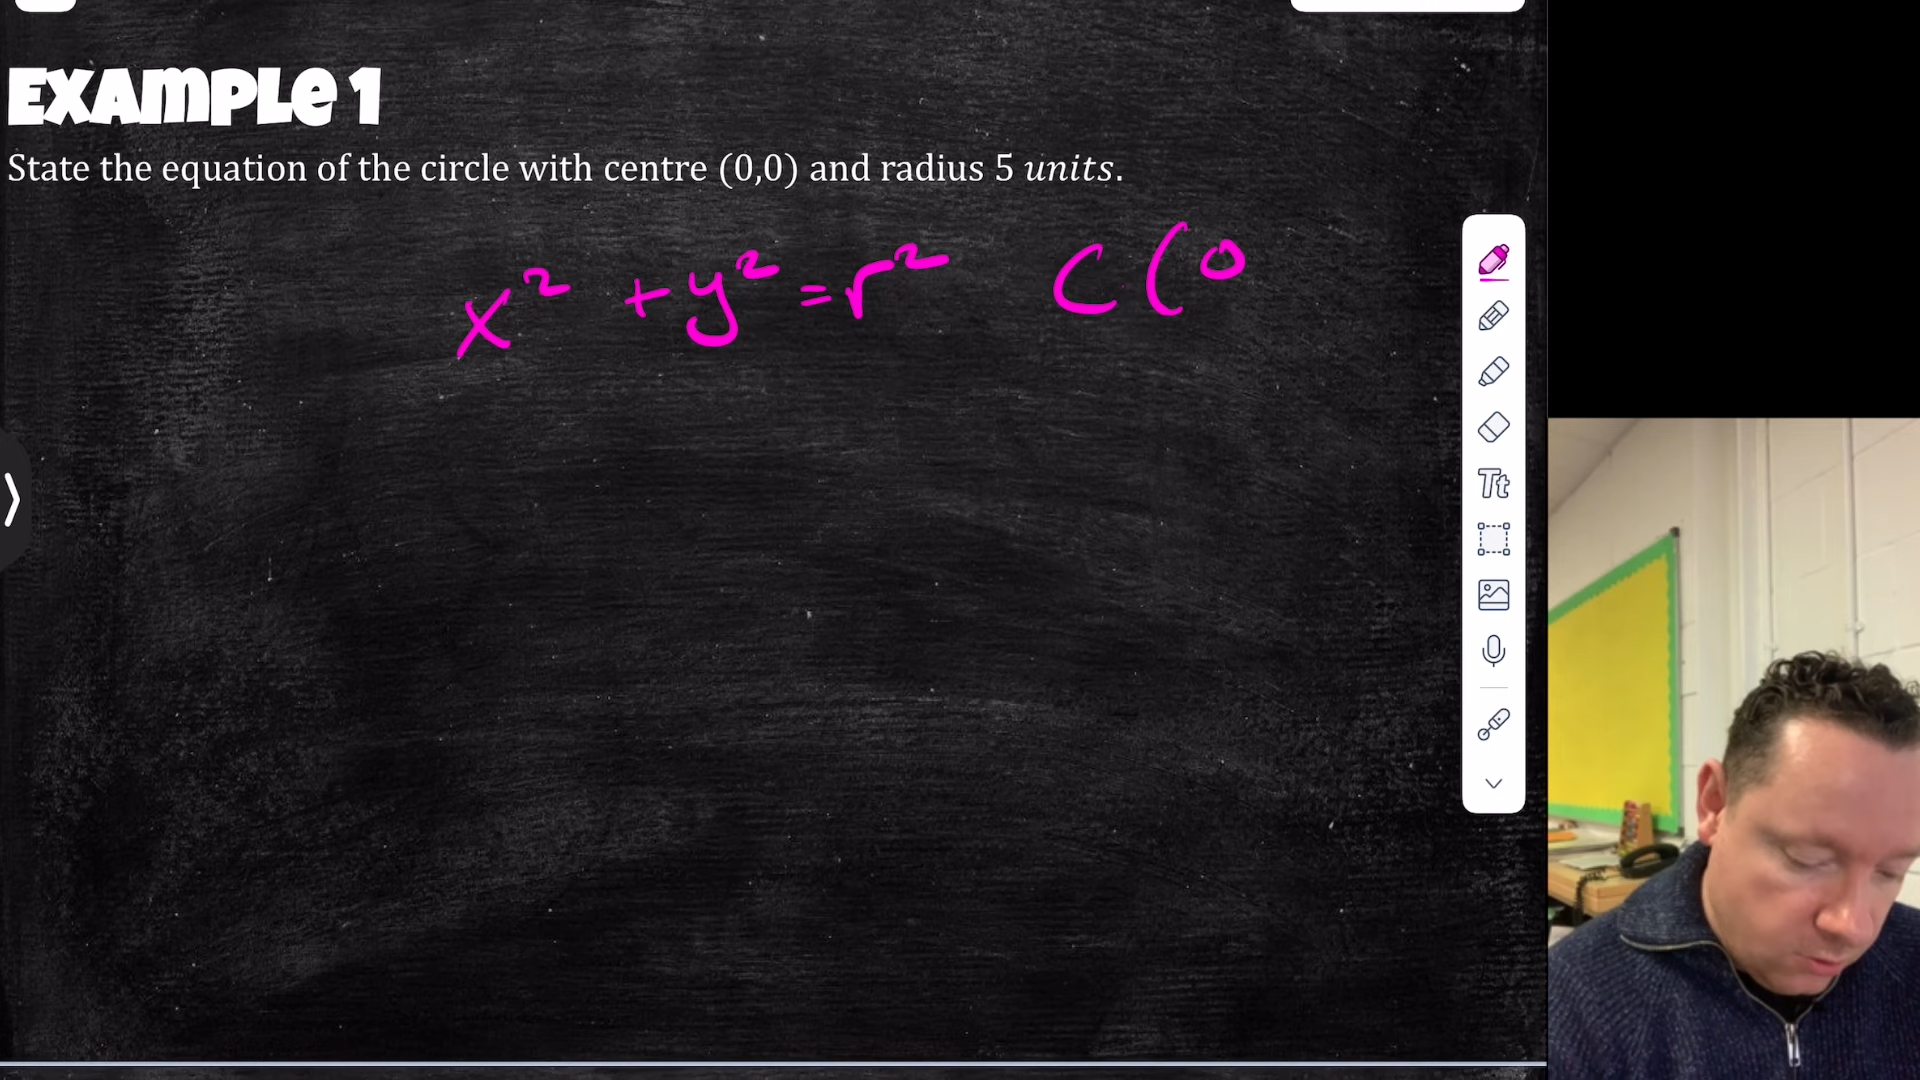 Example 1
State the equation of the circle with centre (0,0) and radius 5 units.
x² + y² = r² C (0
Tt